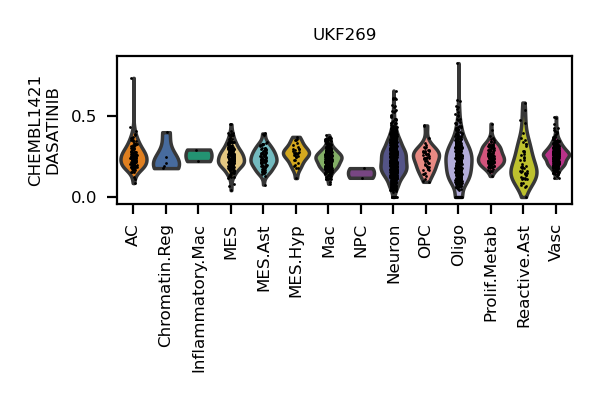 UKF269
CHEMBL1421
DASATINIB
0.5
0.0
AC
Chromatin.Reg
Inflammatory.Mac
MES
MES.Ast
MES.Hyp
Mac
NPC
Neuron
OPC
Oligo
Prolif.Metab
Reactive.Ast
Vasc